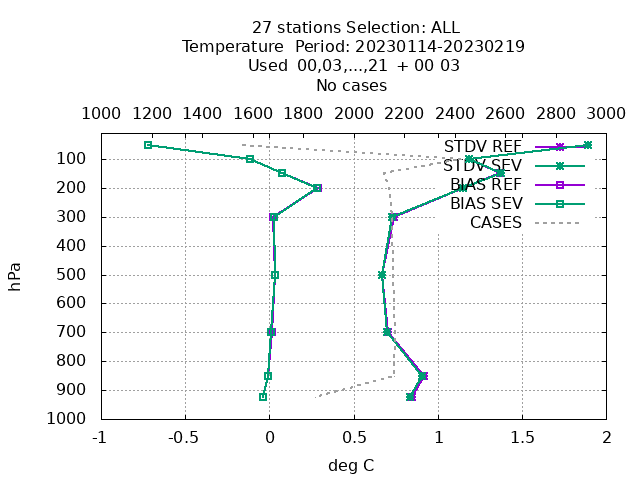 27 stations Selection: ALL
Temperature Period: 20230114-20230219
Used 00,03,...,21 + 00 03
No cases
1000 1200 1400 1600 1800 2000 2200 2400 2600 2800 3000
STDV REF
STDV SEV
BIAS REF
BIAS SEV
CASES
100
200
300
400
500
600
700
800
900
1000
hPa
-1 -0.5 0 0.5 1 1.5 2
deg C